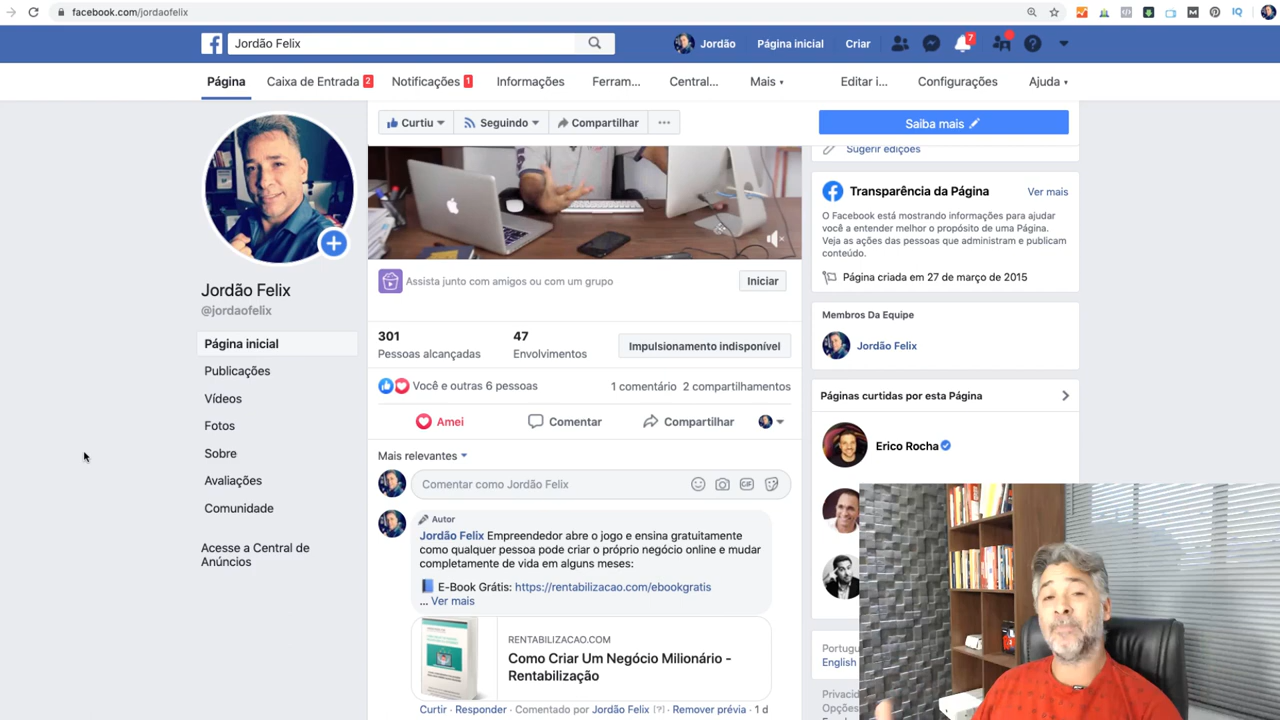 facebook.com/jordaofelix
Jordão Felix
Jordão
Página inicial
Criar
7
Página
Caixa de Entrada 2
Notificações 1
Informações
Ferram...
Central...
Mais
Editar i...
Configurações
Ajuda
Jordão Felix
@jordaofelix
Página inicial
Publicações
Vídeos
Fotos
Sobre
Avaliações
Comunidade
Acesse a Central de
Anúncios
Curtiu
Seguindo
Compartilhar
Assista junto com amigos ou com um grupo
Iniciar
301
Pessoas alcançadas
47
Envolvimentos
Impulsionamento indisponível
Você e outras 6 pessoas
1 comentário 2 compartilhamentos
Amei
Comentar
Compartilhar
Mais relevantes
Comentar como Jordão Felix
GIF
Autor
Jordão Felix Empreendedor abre o jogo e ensina gratuitamente
como qualquer pessoa pode criar o próprio negócio online e mudar
completamente de vida em alguns meses:
E-Book Grátis: https://rentabilizacao.com/ebookgratis
... Ver mais
RENTABILIZACAO.COM
Como Criar Um Negócio Milionário -
Rentabilização
Curtir · Responder · Comentado por Jordão Felix [?] · Remover prévia · 1 d
Saiba mais
Sugerir edições
Transparência da Página
Ver mais
O Facebook está mostrando informações para ajudar
você a entender melhor o propósito de uma Página.
Veja as ações das pessoas que administram e publicam
conteúdo.
Página criada em 27 de março de 2015
Membros Da Equipe
Jordão Felix
Páginas curtidas por esta Página
Erico Rocha
Portugu
English
Privacid
Opções